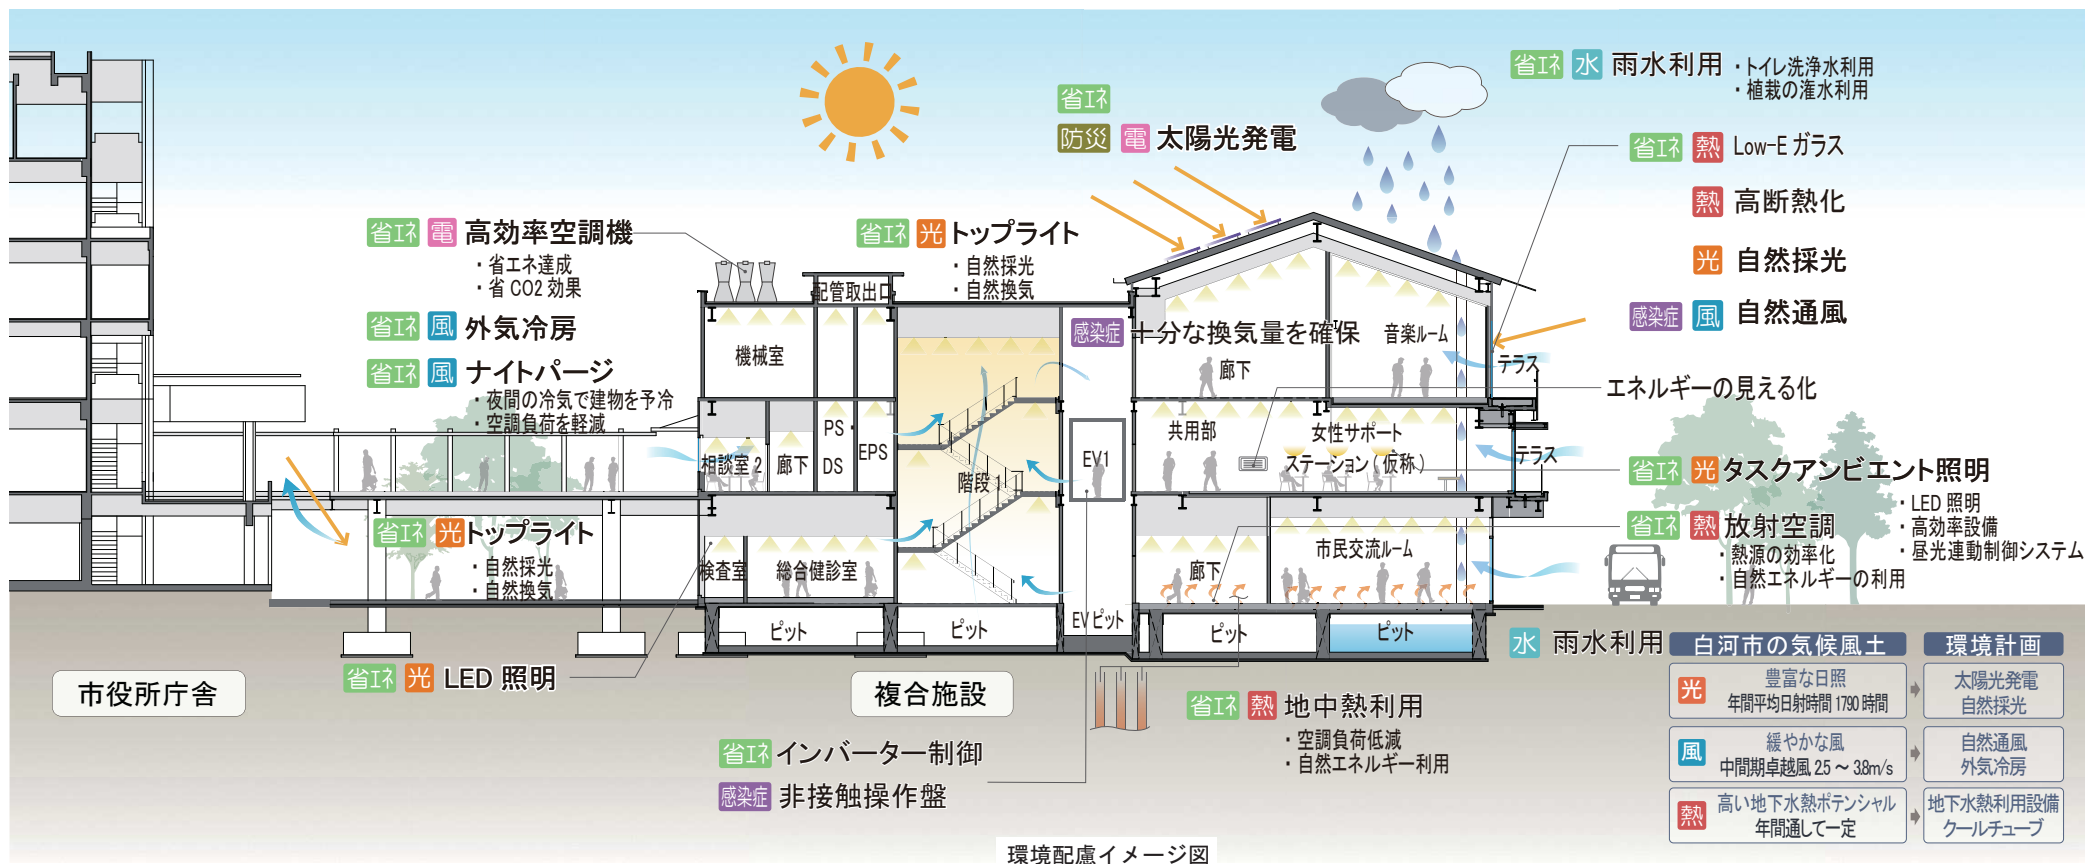 省エネ 水 雨水利用
・トイレ洗浄水利用
・植栽の潅水利用
省エネ
防災 電 太陽光発電
省エネ 熱 Low-E ガラス
熱 高断熱化
光 自然採光
感染症 風 自然通風
省エネ 電 高効率空調機
・省エネ達成
・省 CO2 効果
省エネ 風 外気冷房
省エネ 風 ナイトパージ
・夜間の冷気で建物を予冷
・空調負荷を軽減
省エネ 光 トップライト
・自然採光
・自然換気
配管取出口
感染症 十分な換気量を確保
機械室
廊下
音楽ルーム
テラス
エネルギーの見える化
相談室 2
廊下
PS・
DS
EPS
階段 1
EV1
共用部
女性サポート
ステーション(仮称)
テラス
省エネ 光 タスクアンビエント照明
・LED 照明
・高効率設備
・昼光連動制御システム
省エネ 熱 放射空調
・熱源の効率化
・自然エネルギーの利用
省エネ 光 トップライト
・自然採光
・自然換気
検査室
総合健診室
廊下
市民交流ルーム
ピット
ピット
EV ピット
ピット
ピット
水 雨水利用
省エネ 光 LED 照明
市役所庁舎
複合施設
省エネ 熱 地中熱利用
・空調負荷低減
・自然エネルギー利用
省エネ インバーター制御
感染症 非接触操作盤
白河市の気候風土
環境計画
光 豊富な日照
年間平均日射時間 1790 時間
太陽光発電
自然採光
風 緩やかな風
中間期卓越風 2.5 ～ 3.8m/s
自然通風
外気冷房
熱 高い地下水熱ポテンシャル
年間通して一定
地下水熱利用設備
クールチューブ
環境配慮イメージ図